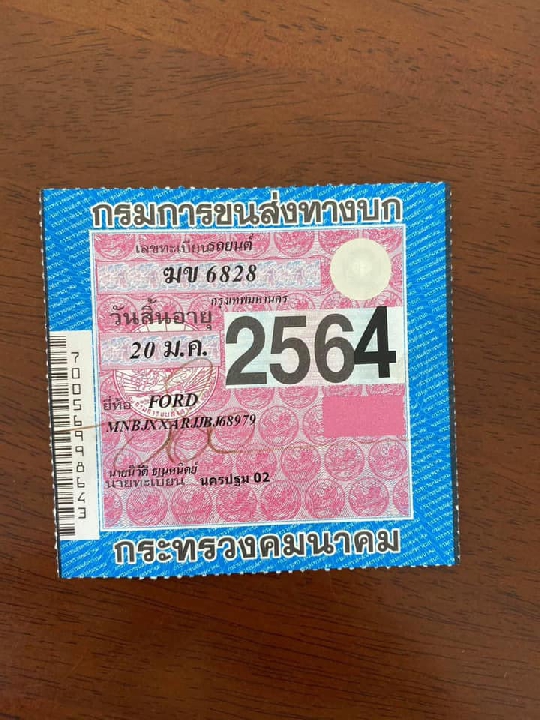 กรมการขนส่งทางบก
เลขทะเบียนรถยนต์
ฆข 6828
กรุงเทพมหานคร
วันสิ้นอายุ
20 ม.ค. 2564
ยี่ห้อ FORD
MNBJXXARJJBJ68979
นายทะเบียน นครปฐม 02
กระทรวงคมนาคม
7005699998643